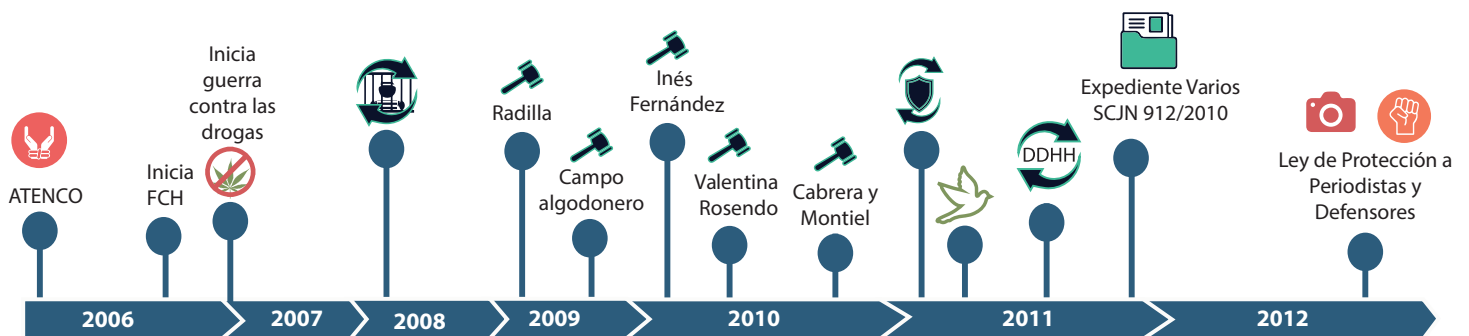 ATENCO
Inicia
FCH
Inicia
guerra
contra las
drogas
Radilla
Campo
algodonero
Inés
Fernández
Valentina
Rosendo
Cabrera y
Montiel
DDHH
Expediente Varios
SCJN 912/2010
Ley de Protección a
Periodistas y
Defensores
2006
2007
2008
2009
2010
2011
2012